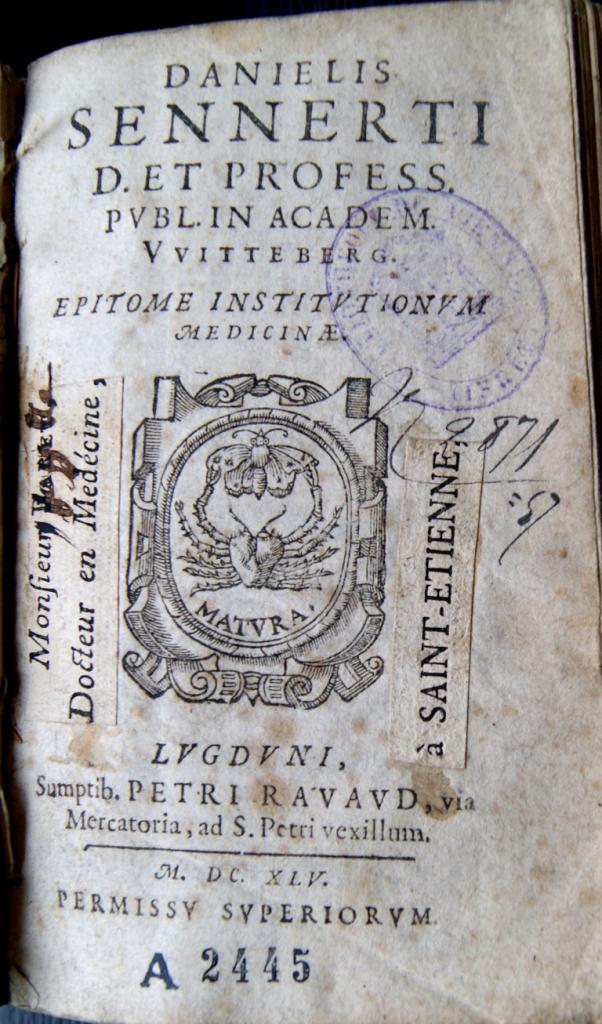 DANIELIS
SENNERTI
D. ET PROFESS.
PVBL. IN ACADEM.
VVITTEBERG.
EPITOME INSTITVTIONVM
MEDICINÆ.
MATVRA.
Monſieur
Docteur en Medécine,
à SAINT-ETIENNE,
LVGDVNI,
Sumptib. PETRI RAVAVD, via
Mercatoria, ad S. Petri vexillum.
M. DC. XLV.
PERMISSV SVPERIORVM
A 2445